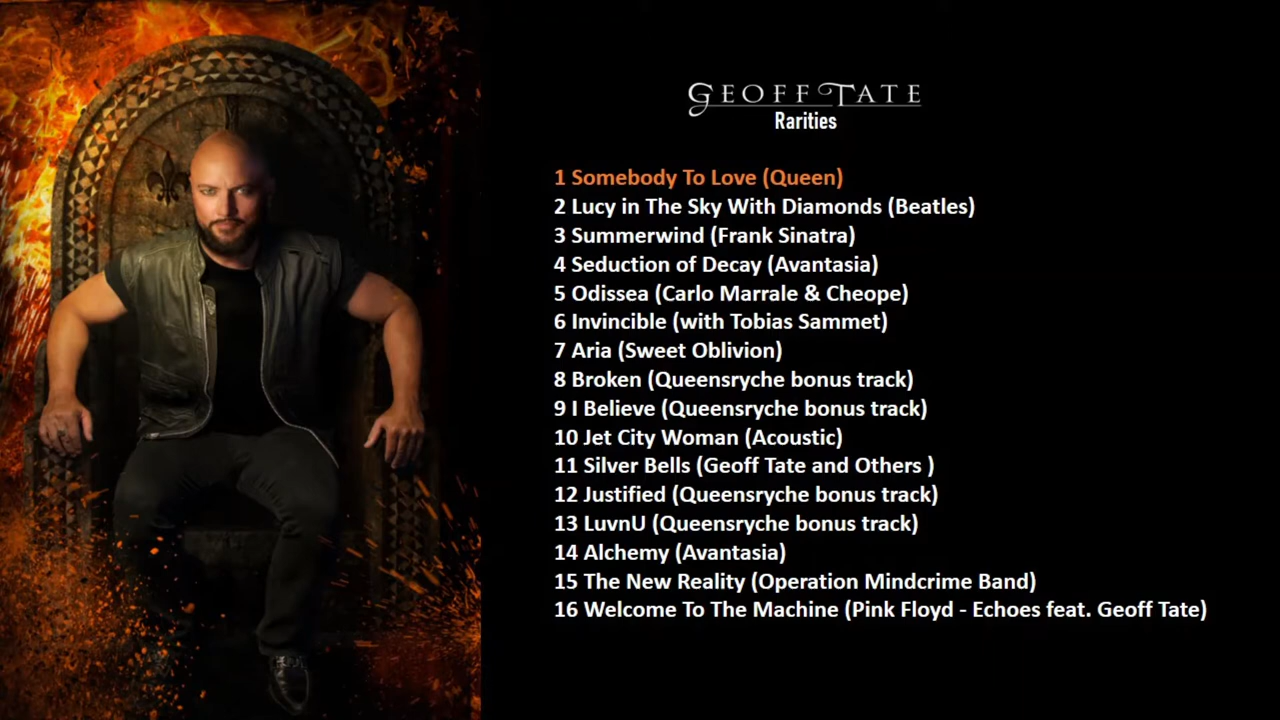 GEOFF TATE
Rarities
1 Somebody To Love (Queen)
2 Lucy in The Sky With Diamonds (Beatles)
3 Summerwind (Frank Sinatra)
4 Seduction of Decay (Avantasia)
5 Odissea (Carlo Marrale & Cheope)
6 Invincible (with Tobias Sammet)
7 Aria (Sweet Oblivion)
8 Broken (Queensryche bonus track)
9 I Believe (Queensryche bonus track)
10 Jet City Woman (Acoustic)
11 Silver Bells (Geoff Tate and Others )
12 Justified (Queensryche bonus track)
13 LuvnU (Queensryche bonus track)
14 Alchemy (Avantasia)
15 The New Reality (Operation Mindcrime Band)
16 Welcome To The Machine (Pink Floyd - Echoes feat. Geoff Tate)